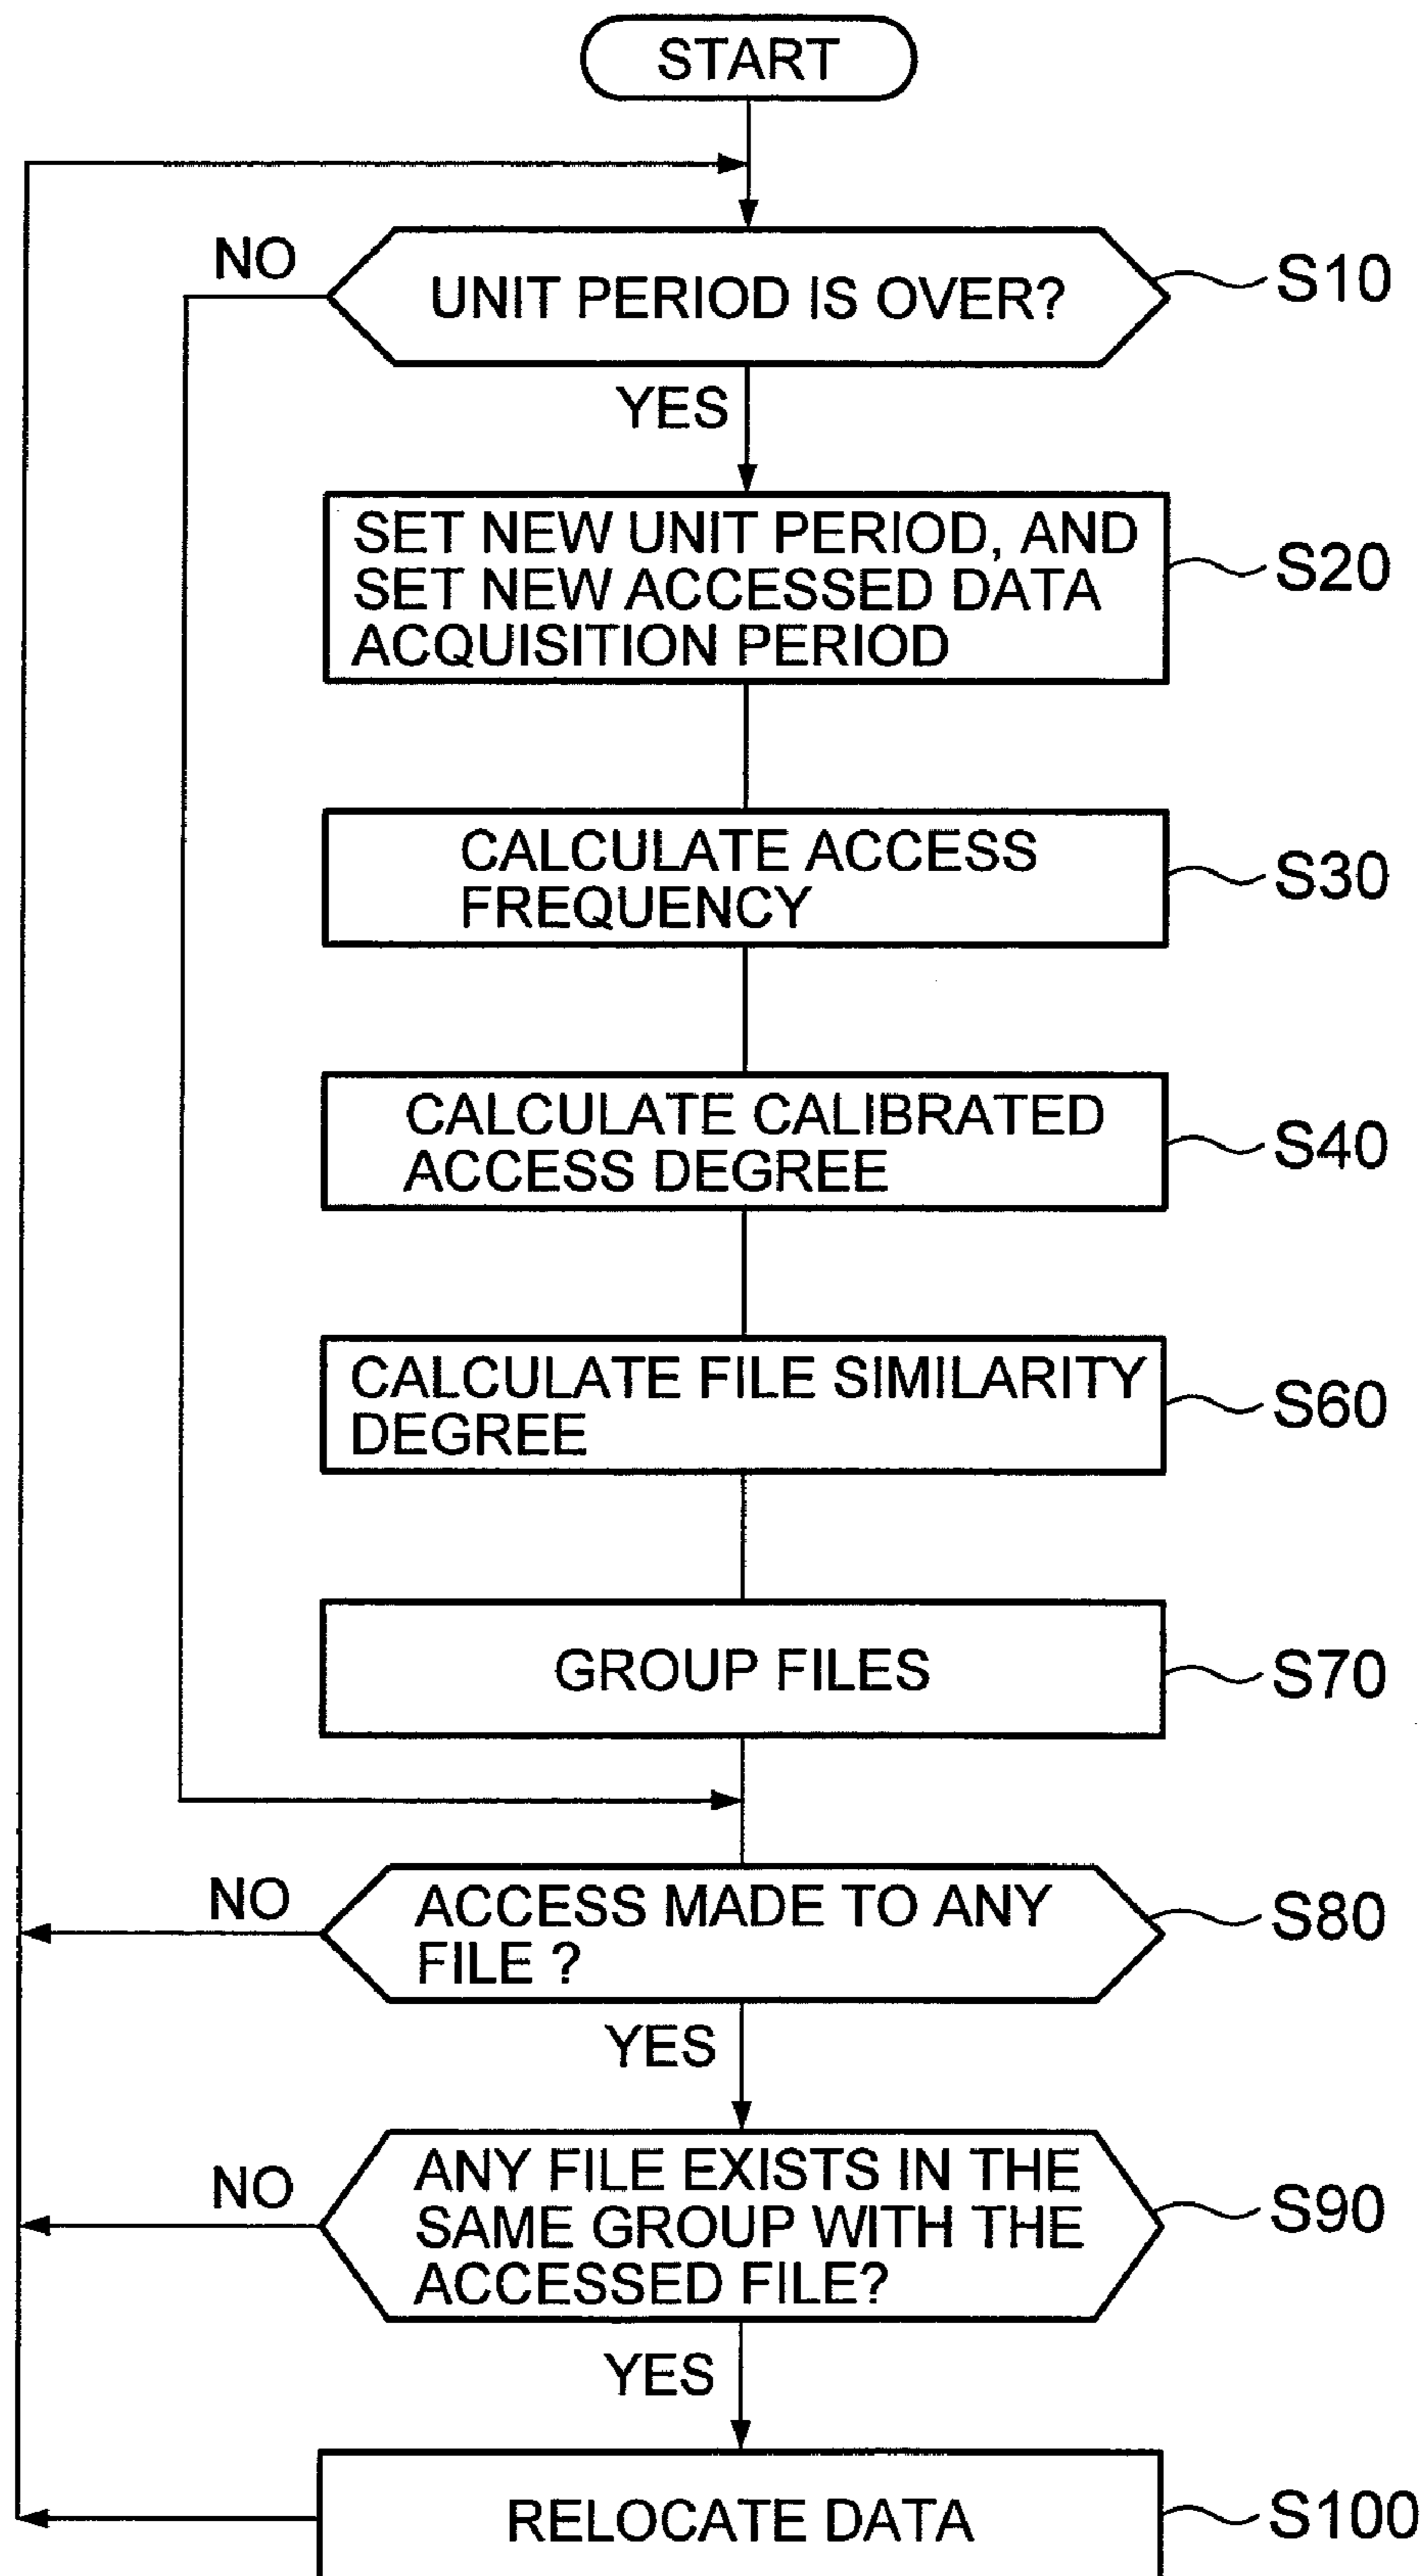 START
NO
UNIT PERIOD IS OVER?
S10
YES
SET NEW UNIT PERIOD, AND
SET NEW ACCESSED DATA
ACQUISITION PERIOD
S20
CALCULATE ACCESS
FREQUENCY
S30
CALCULATE CALIBRATED
ACCESS DEGREE
S40
CALCULATE FILE SIMILARITY
DEGREE
S60
GROUP FILES
S70
NO
ACCESS MADE TO ANY
FILE ?
S80
YES
NO
ANY FILE EXISTS IN THE
SAME GROUP WITH THE
ACCESSED FILE?
S90
YES
RELOCATE DATA
S100